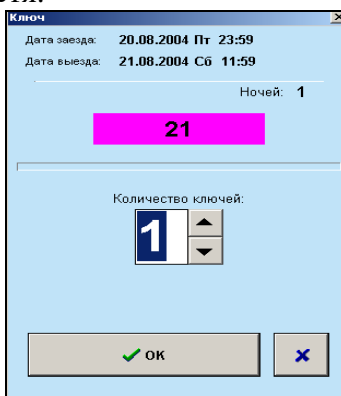 Ключ
Дата заезда: 20.08.2004 Пт 23:59
Дата выезда: 21.08.2004 Сб 11:59
Ночей: 1
21
Количество ключей:
1
ОК